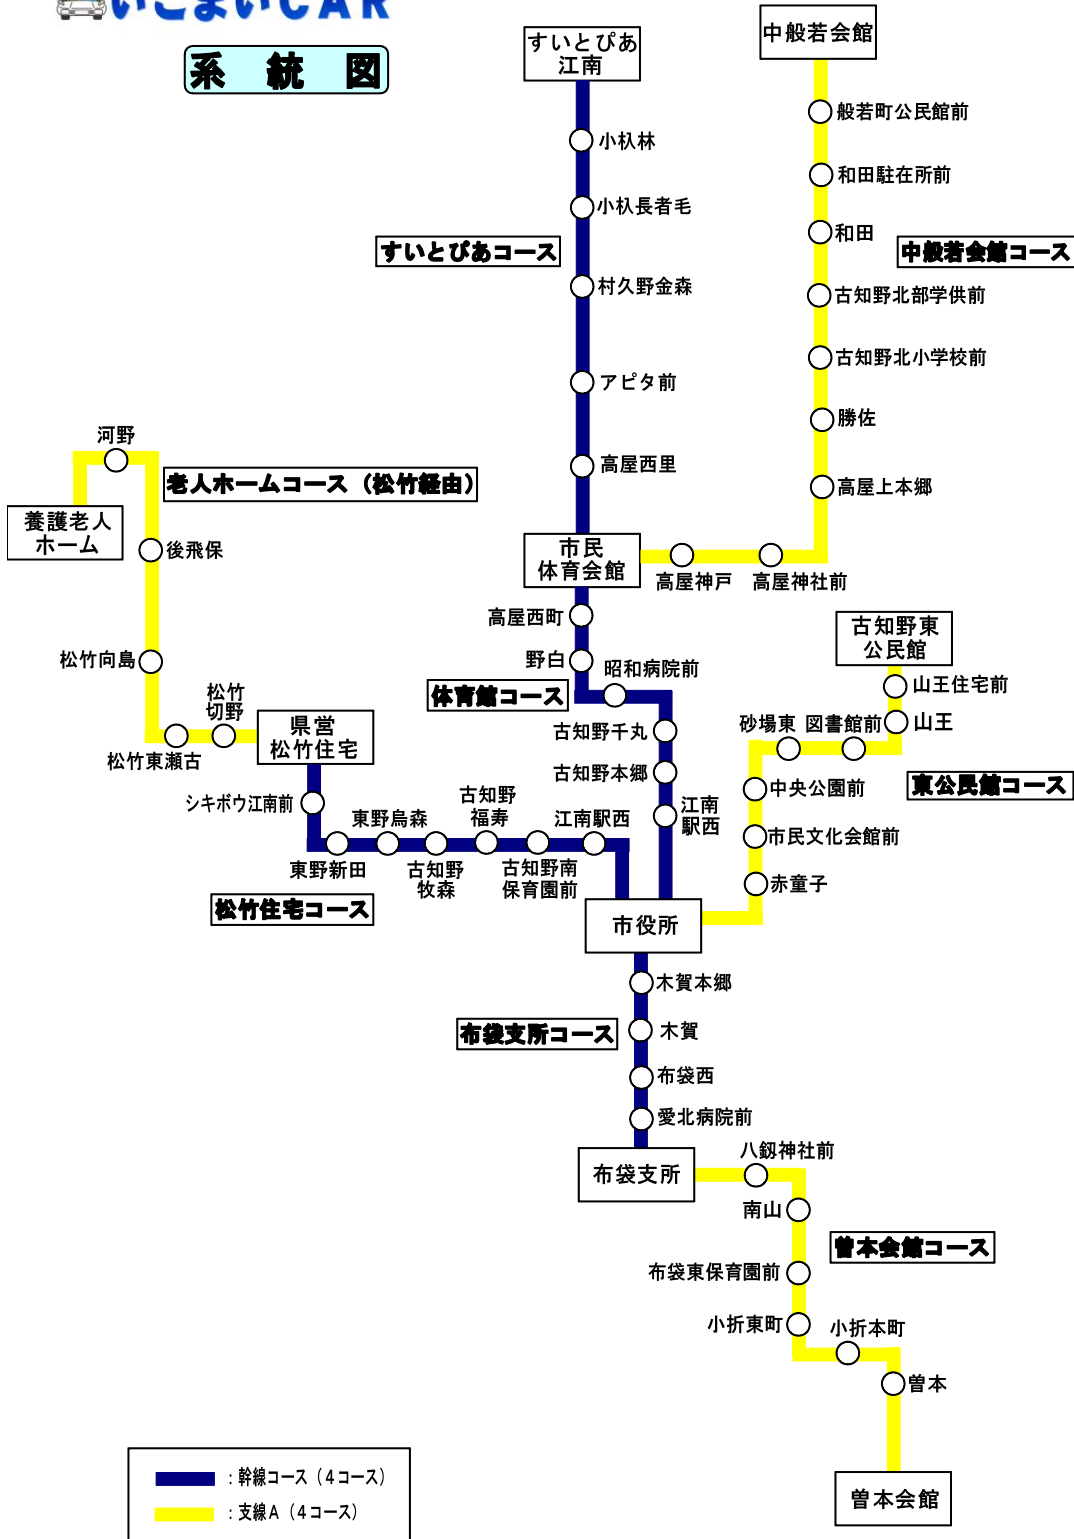 いこまいCAR
系統図
すいとぴあ
江南
中般若会館
小杁林
小杁長者毛
すいとぴあコース
村久野金森
アピタ前
高屋西里
般若町公民館前
和田駐在所前
和田
中般若会館コース
古知野北部学供前
古知野北小学校前
勝佐
高屋上本郷
河野
老人ホームコース（松竹経由）
養護老人
ホーム
後飛保
松竹向島
松竹
切野
松竹東瀬古
市民
体育会館
高屋神戸
高屋神社前
高屋西町
野白
昭和病院前
体育館コース
古知野千丸
古知野本郷
江南
駅西
古知野東
公民館
山王住宅前
山王
砂場東
図書館前
東公民館コース
中央公園前
市民文化会館前
赤童子
県営
松竹住宅
シキボウ江南前
東野新田
東野烏森
古知野
牧森
古知野
福寿
古知野南
保育園前
江南駅西
松竹住宅コース
市役所
木賀本郷
木賀
布袋支所コース
布袋西
愛北病院前
布袋支所
八剱神社前
南山
曽本会館コース
布袋東保育園前
小折東町
小折本町
曽本
曽本会館
：幹線コース（４コース）
：支線Ａ（４コース）